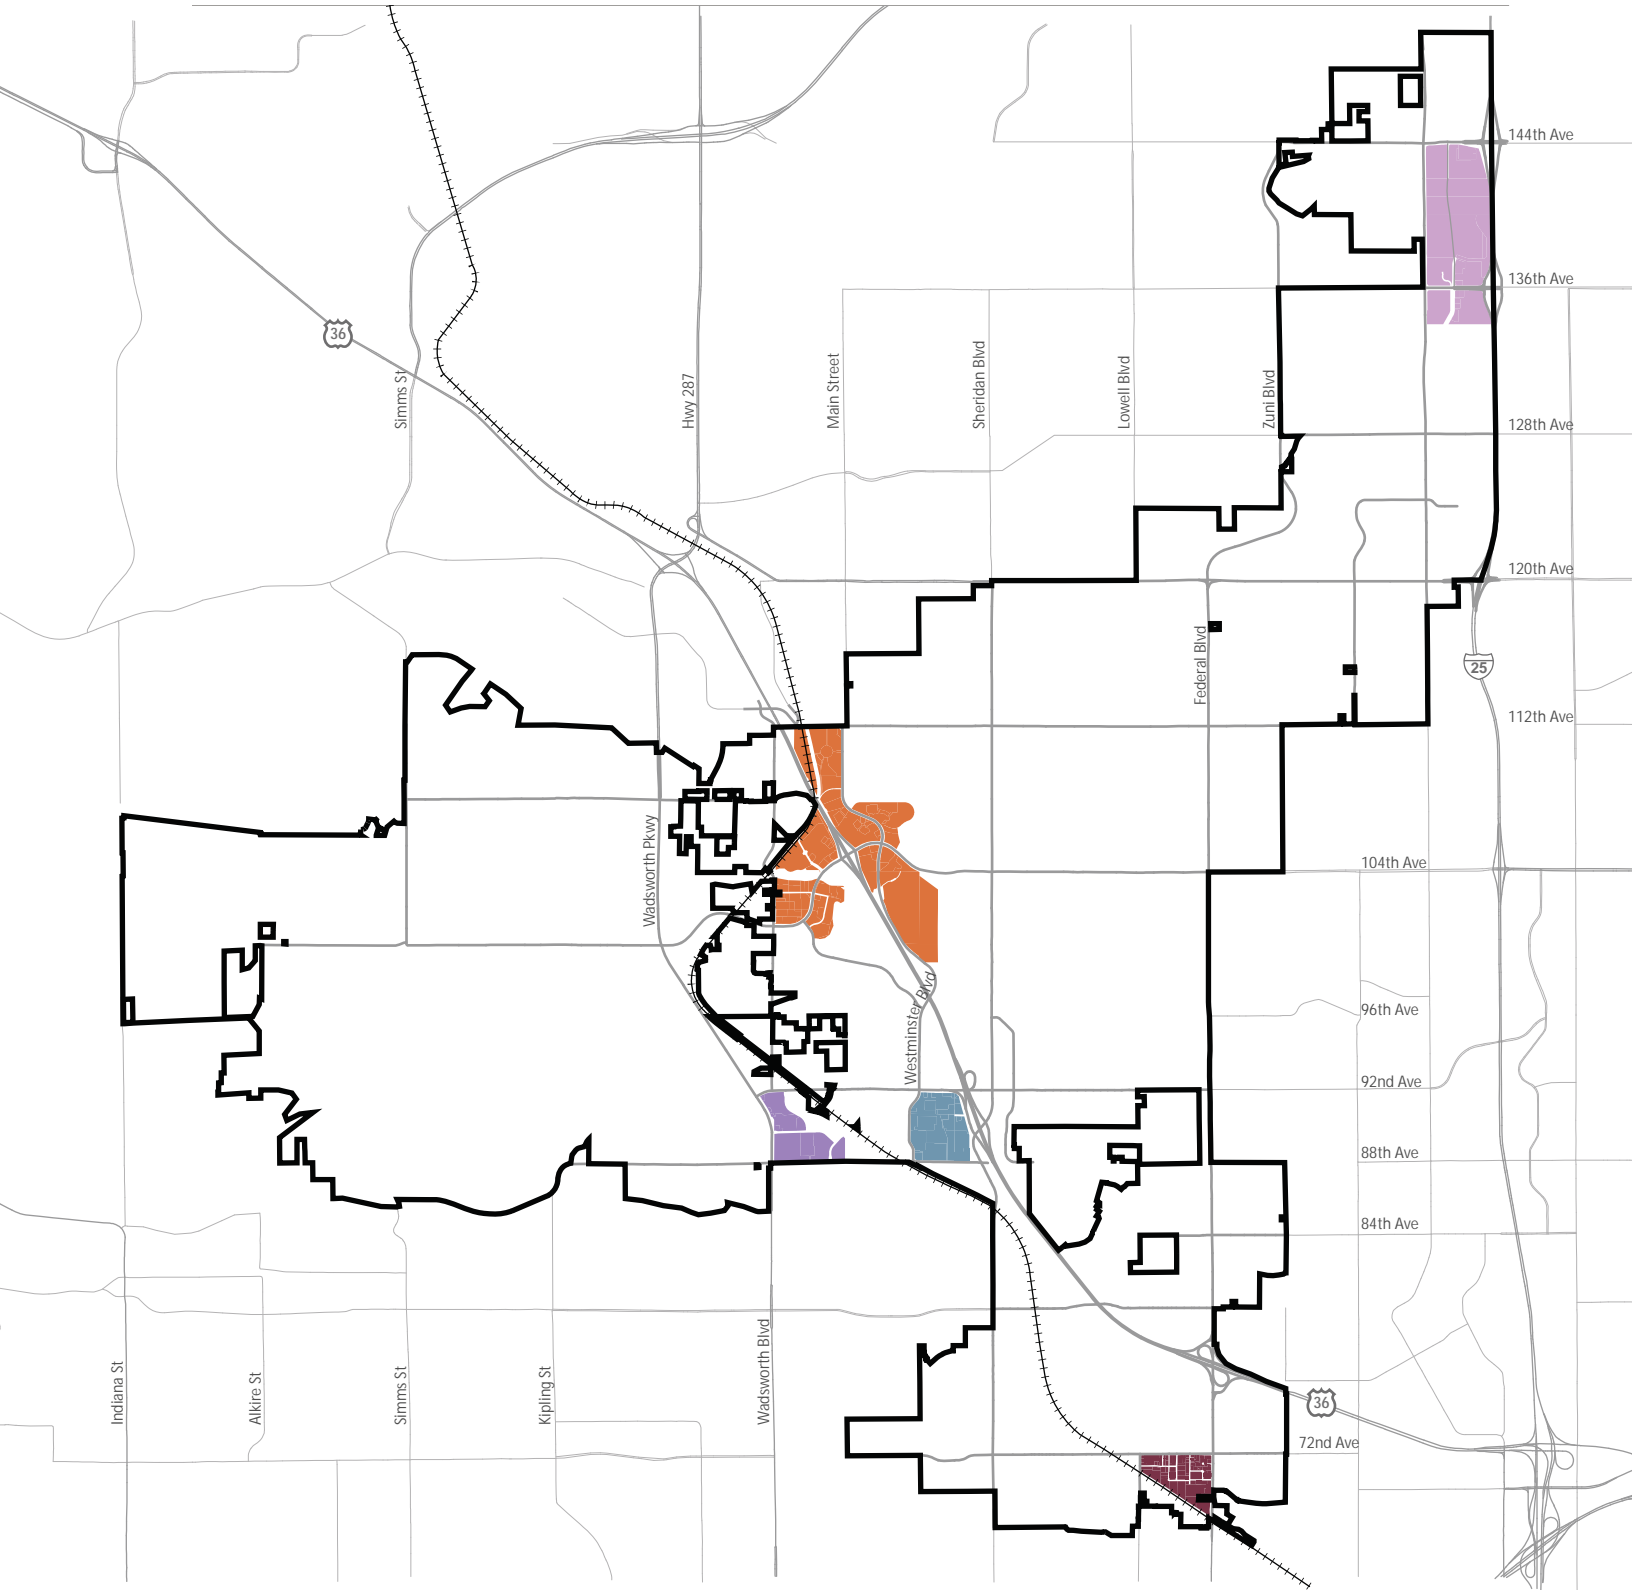 144th Ave
136th Ave
36
Simms St
Hwy 287
Main Street
Sheridan Blvd
Lowell Blvd
Zuni Blvd
128th Ave
120th Ave
Federal Blvd
25
112th Ave
Wadsworth Pkwy
104th Ave
Westminster Blvd
96th Ave
92nd Ave
88th Ave
84th Ave
Indiana St
Alkire St
Simms St
Kipling St
Wadsworth Blvd
36
72nd Ave